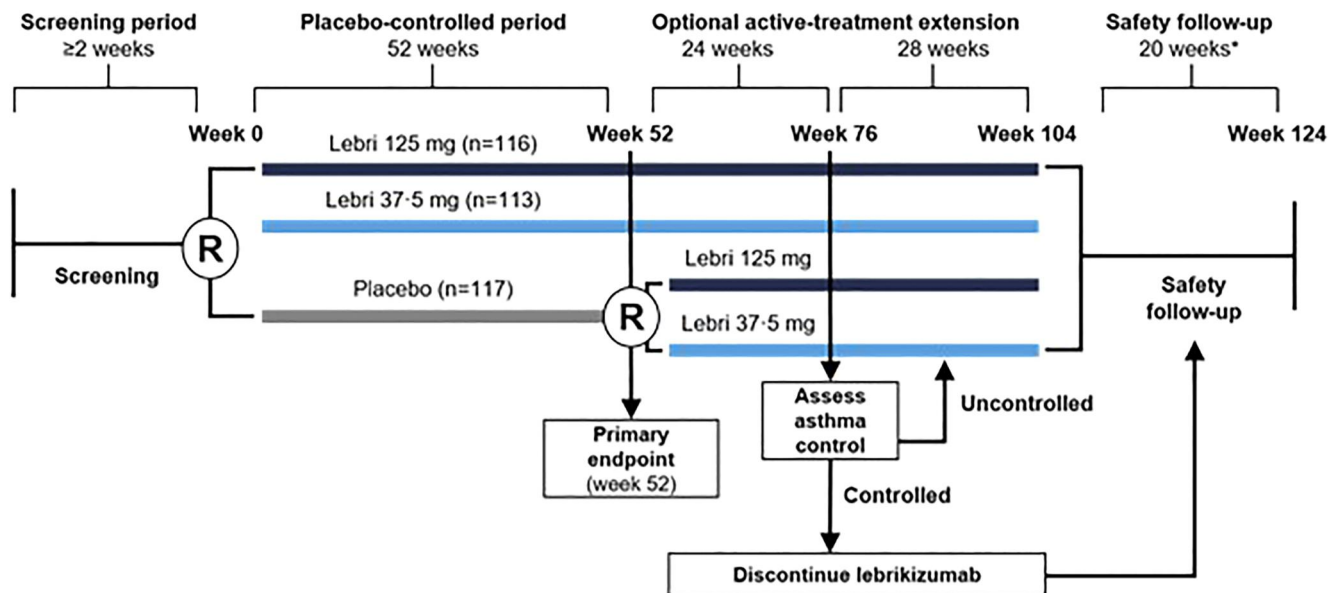 Screening period
≥2 weeks
Placebo-controlled period
52 weeks
Optional active-treatment extension
24 weeks
28 weeks
Safety follow-up
20 weeks*
Week 0
Week 52
Week 76
Week 104
Week 124
Lebri 125 mg (n=116)
Lebri 37·5 mg (n=113)
R
Screening
Lebri 125 mg
Placebo (n=117)
R
Lebri 37·5 mg
Safety
follow-up
Assess
asthma
control
Uncontrolled
Primary
endpoint
(week 52)
Controlled
Discontinue lebrikizumab